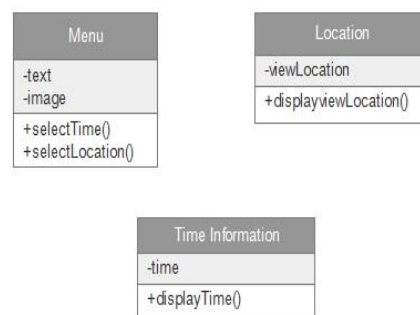 Menu
-text
-image
+selectTime()
+selectLocation()
Location
-viewLocation
+displayviewLocation()
Time Information
-time
+displayTime()